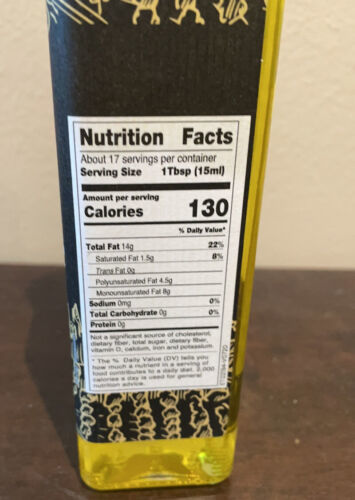 Nutrition Facts
About 17 servings per container
Serving Size 1Tbsp (15ml)
Amount per serving
Calories 130
% Daily Value*
Total Fat 14g 22%
Saturated Fat 1.5g 8%
Trans Fat 0g
Polyunsaturated Fat 4.5g
Monounsaturated Fat 8g
Sodium 0mg 0%
Total Carbohydrate 0g 0%
Protein 0g
Not a significant source of cholesterol,
dietary fiber, total sugar, dietary fiber,
vitamin D, calcium, iron and potassium.
* The % Daily Value (DV) tells you
how much a nutrient in a serving of
food contributes to a daily diet. 2,000
calories a day is used for general
nutrition advice.